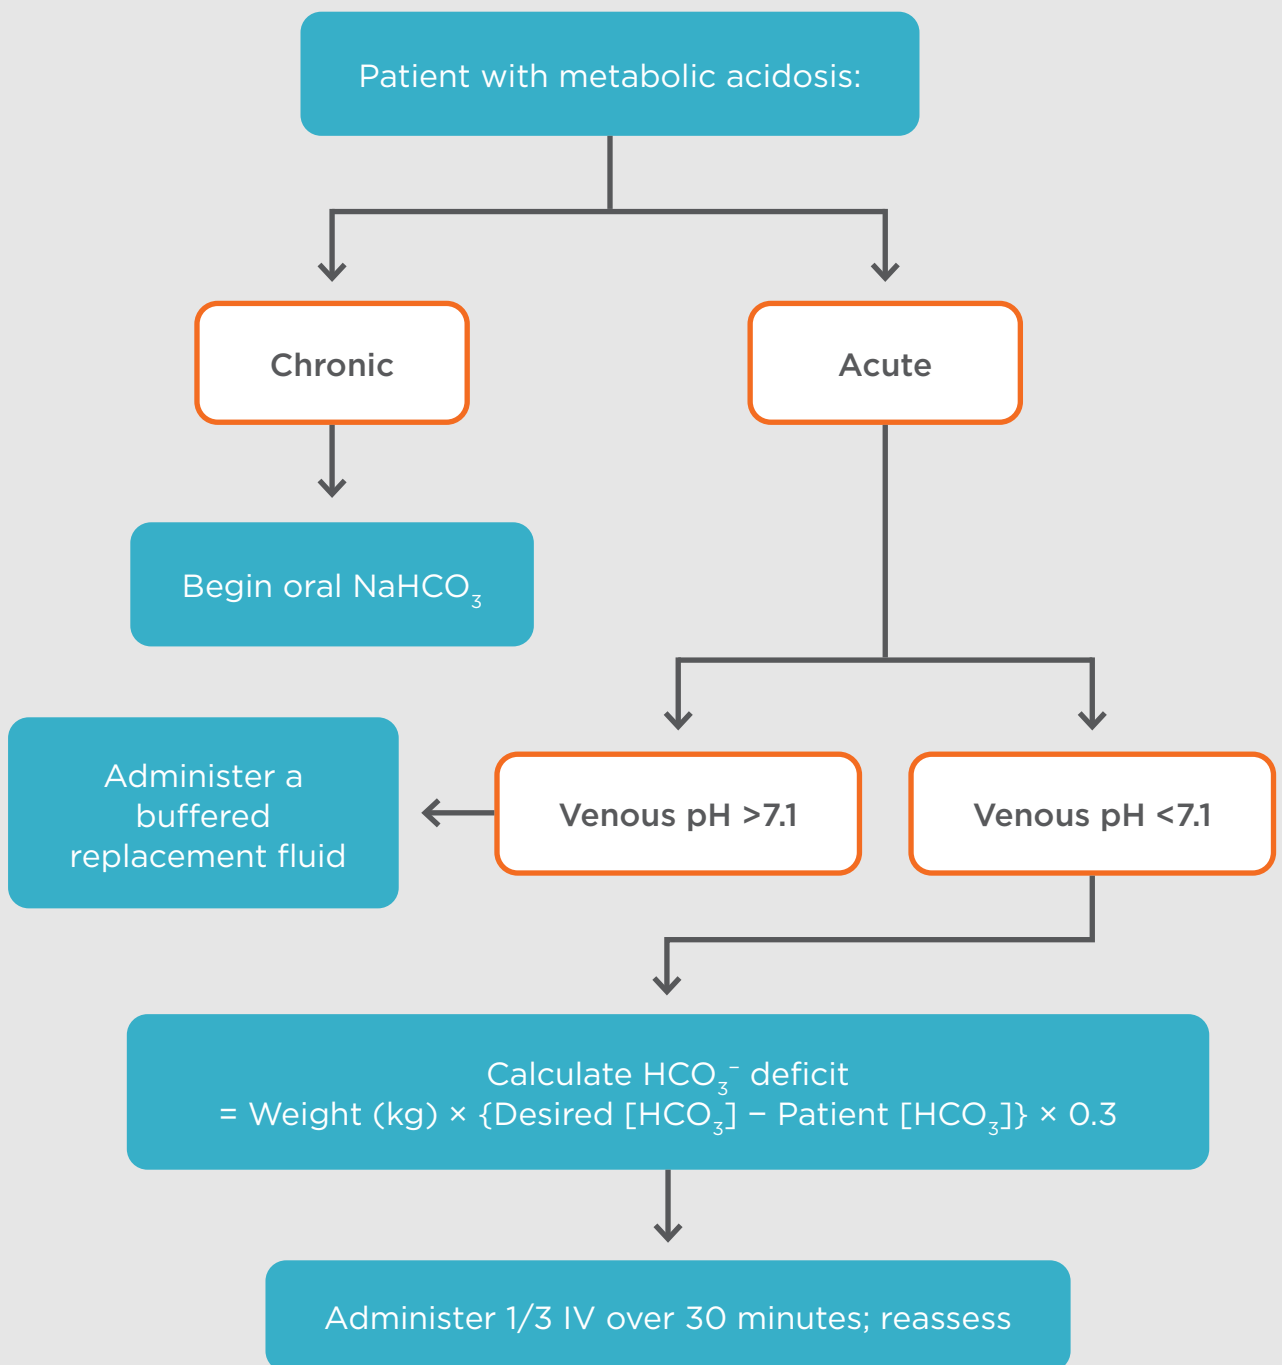 Patient with metabolic acidosis:
Chronic
Acute
Begin oral NaHCO₃
Administer a
buffered
replacement fluid
Venous pH >7.1
Venous pH <7.1
Calculate HCO₃⁻ deficit
= Weight (kg) × {Desired [HCO₃] − Patient [HCO₃]} × 0.3
Administer 1/3 IV over 30 minutes; reassess